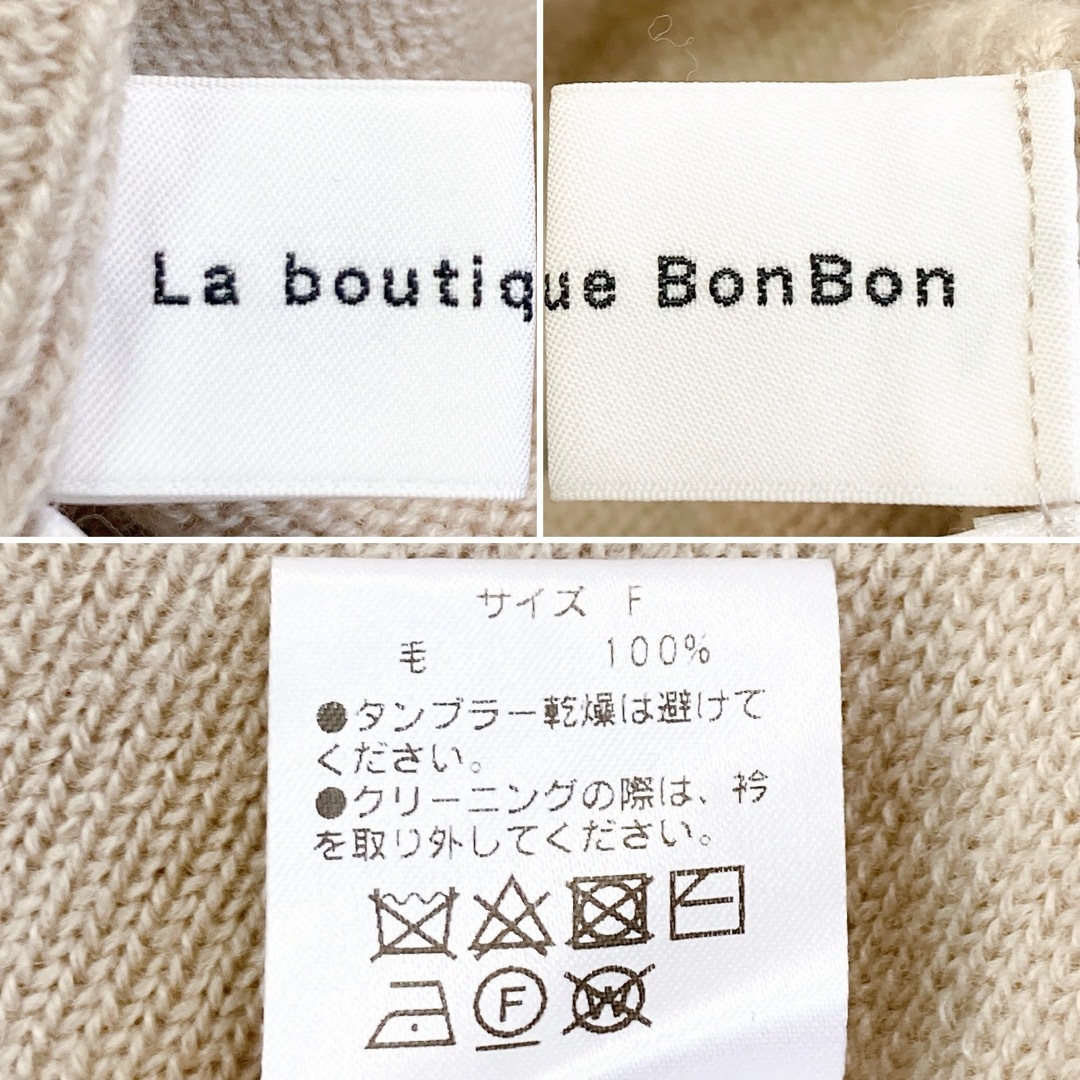 La boutiq
ue BonBon
サイズ F
毛 100%
●タンブラー乾燥は避けて
ください。
●クリーニングの際は、衿
を取り外してください。
F
W